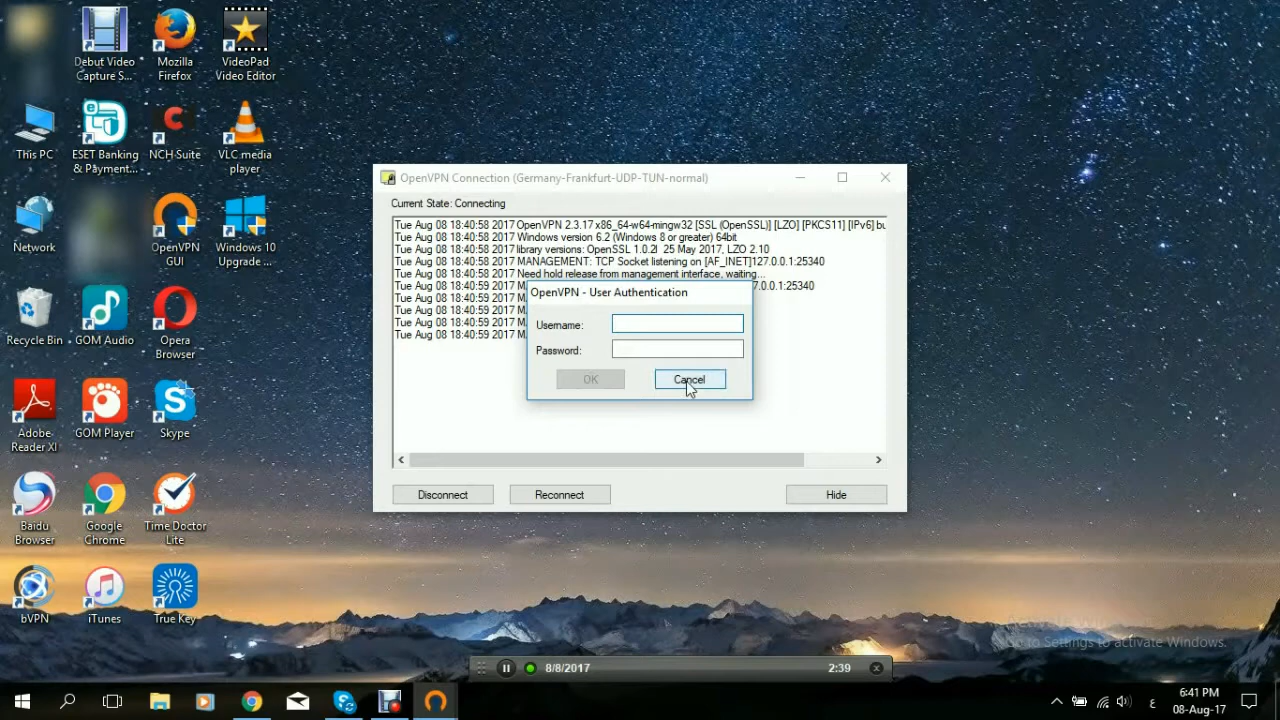 Debut Video
Capture S...
Mozilla
Firefox
VideoPad
Video Editor
This PC
ESET Banking
& Payment...
NCH Suite
VLC media
player
Network
OpenVPN
GUI
Windows 10
Upgrade ...
Recycle Bin
GOM Audio
Opera
Browser
Adobe
Reader XI
GOM Player
Skype
Baidu
Browser
Google
Chrome
Time Doctor
Lite
bVPN
iTunes
True Key
OpenVPN Connection (Germany-Frankfurt-UDP-TUN-normal)
Current State: Connecting
Tue Aug 08 18:40:58 2017 OpenVPN 2.3.17 x86_64-w64-mingw32 [SSL (OpenSSL)] [LZO] [PKCS11] [IPv6] bu
Tue Aug 08 18:40:58 2017 Windows version 6.2 (Windows 8 or greater) 64bit
Tue Aug 08 18:40:58 2017 library versions: OpenSSL 1.0.2l 25 May 2017, LZO 2.10
Tue Aug 08 18:40:58 2017 MANAGEMENT: TCP Socket listening on [AF_INET]127.0.0.1:25340
Tue Aug 08 18:40:58 2017 Need hold release from management interface, waiting...
Tue Aug 08 18:40:59 2017 M 7.0.0.1:25340
Tue Aug 08 18:40:59 2017 M
Tue Aug 08 18:40:59 2017 M
Tue Aug 08 18:40:59 2017 M
Tue Aug 08 18:40:59 2017 M
OpenVPN - User Authentication
Username:
Password:
OK
Cancel
Disconnect
Reconnect
Hide
to Settings to activate Windows.
8/8/2017
2:39
ع
6:41 PM
08-Aug-17